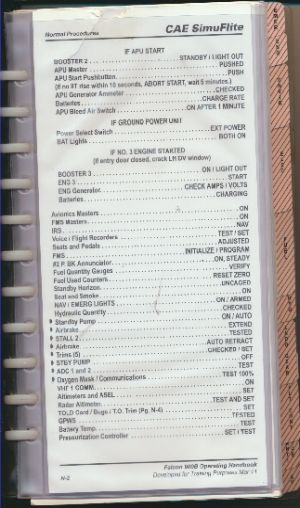 Normal Procedures CAE SimuFlite
IF APU START
BOOSTER 2 STANDBY / LIGHT OUT
APU Master PUSHED
APU Start Pushbutton PUSH
(If no ITT rise within 10 seconds, ABORT START, wait 5 minutes.)
APU Generator Ammeter CHECKED
Batteries CHARGE RATE
APU Bleed Air Switch ON AFTER 1 MINUTE
IF GROUND POWER UNIT
Power Select Switch EXT POWER
BAT Lights BOTH ON
IF NO. 3 ENGINE STARTED
(If entry door closed, crack LH DV window)
BOOSTER 3 ON / LIGHT OUT
ENG 3 START
ENG Generator CHECK AMPS / VOLTS
Batteries CHARGING
Avionics Masters ON
FMS Masters ON
IRS NAV
Voice / Flight Recorders TEST / SET
Seats and Pedals ADJUSTED
FMS INITIALIZE / PROGRAM
#2 P. BK Annunciator ON, STEADY
Fuel Quantity Gauges VERIFY
Fuel Used Counters RESET ZERO
Standby Horizon UNCAGED
Seat and Smoke ON
NAV / EMERG LIGHTS ON / ARMED
Hydraulic Quantity CHECKED
Standby Pump ON / AUTO
Airbrake EXTEND
STALL 2 TESTED
Airbrake AUTO RETRACT
Trims (5) CHECKED / SET
STBY PUMP OFF
ADC 1 and 2 TEST
Oxygen Mask / Communications TEST 100%
VHF 1 COMM ON
Altimeters and ASEL SET
Radar Altimeter TEST AND SET
TOLD Card / Bugs / T.O. Trim (Pg. N-4) SET
GPWS TESTED
Battery Temp. TEST
Pressurization Controller SET / TEST
N-2
Falcon 900B Operating Handbook
Developed for Training Purposes